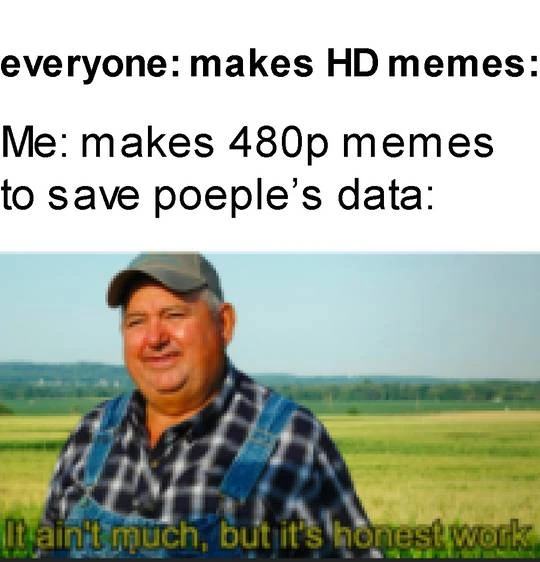 everyone: makes HD memes:
Me: makes 480p memes
to save poeple’s data:
It ain't much, but it's honest work